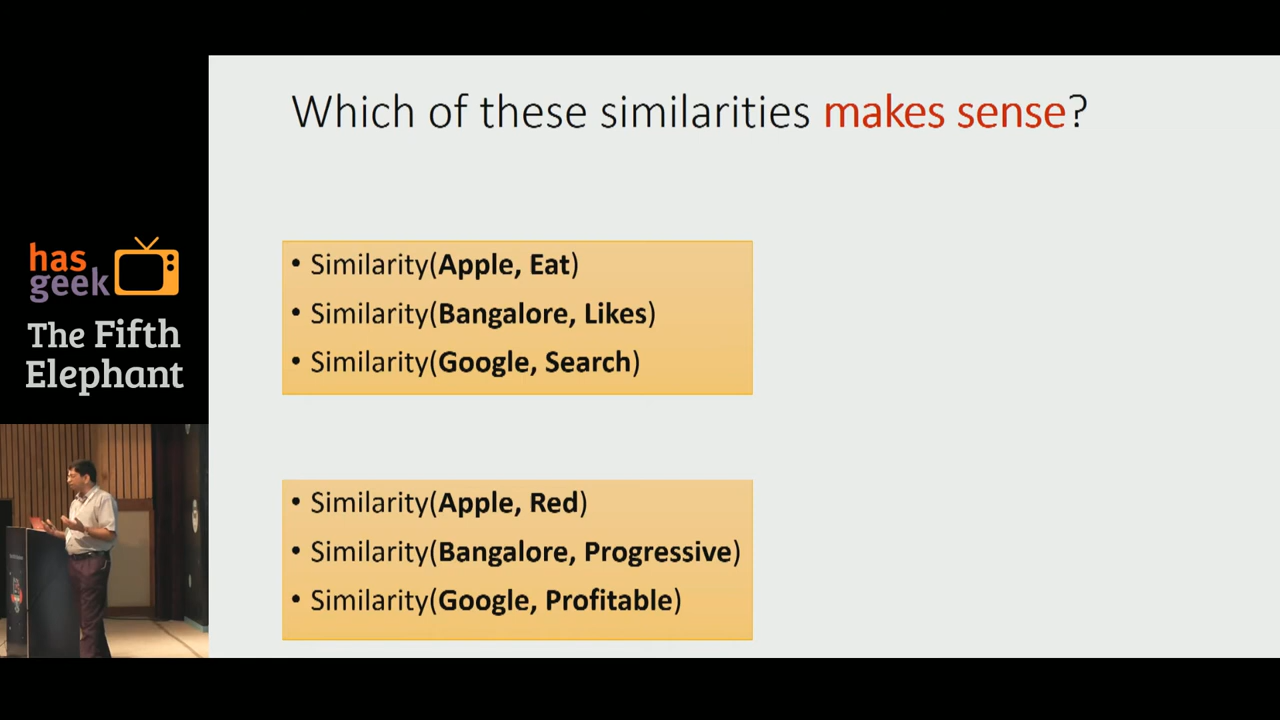 Which of these similarities makes sense?
has
geek
The Fifth
Elephant
• Similarity(Apple, Eat)
• Similarity(Bangalore, Likes)
• Similarity(Google, Search)
• Similarity(Apple, Red)
• Similarity(Bangalore, Progressive)
• Similarity(Google, Profitable)